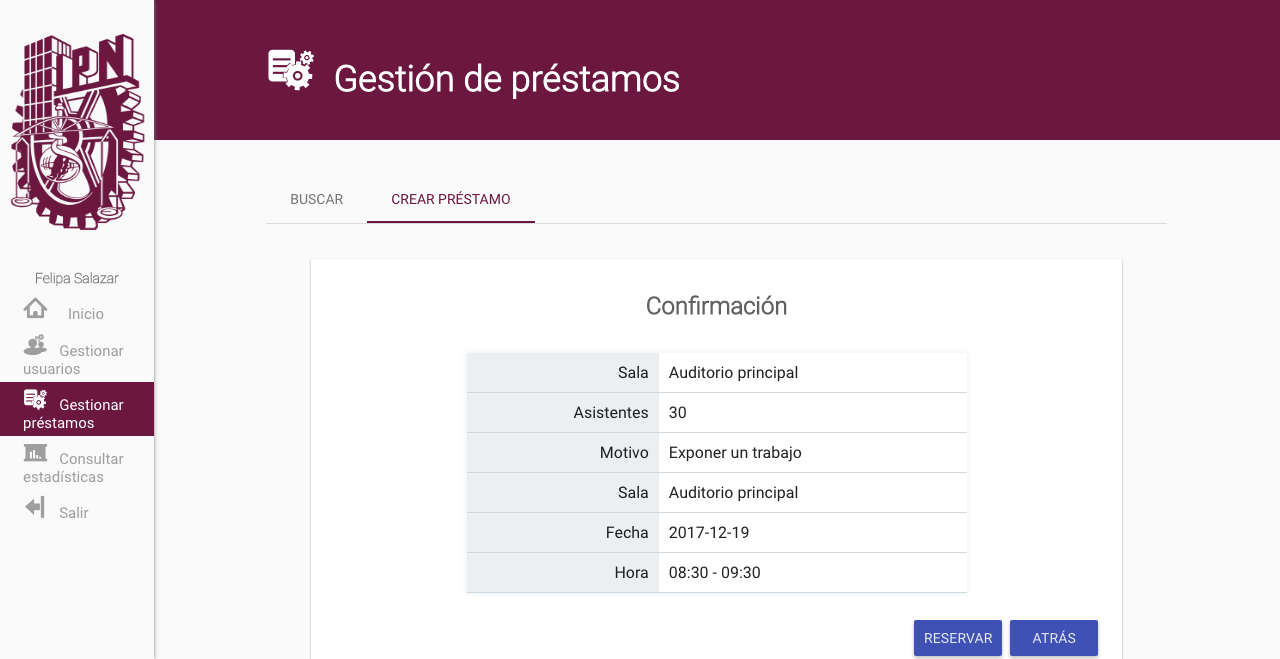 IPN
Gestión de préstamos
BUSCAR
CREAR PRÉSTAMO
Felipa Salazar
Inicio
Gestionar
usuarios
Gestionar
préstamos
Consultar
estadísticas
Salir
Confirmación
Sala Auditorio principal
Asistentes 30
Motivo Exponer un trabajo
Sala Auditorio principal
Fecha 2017-12-19
Hora 08:30 - 09:30
RESERVAR
ATRÁS